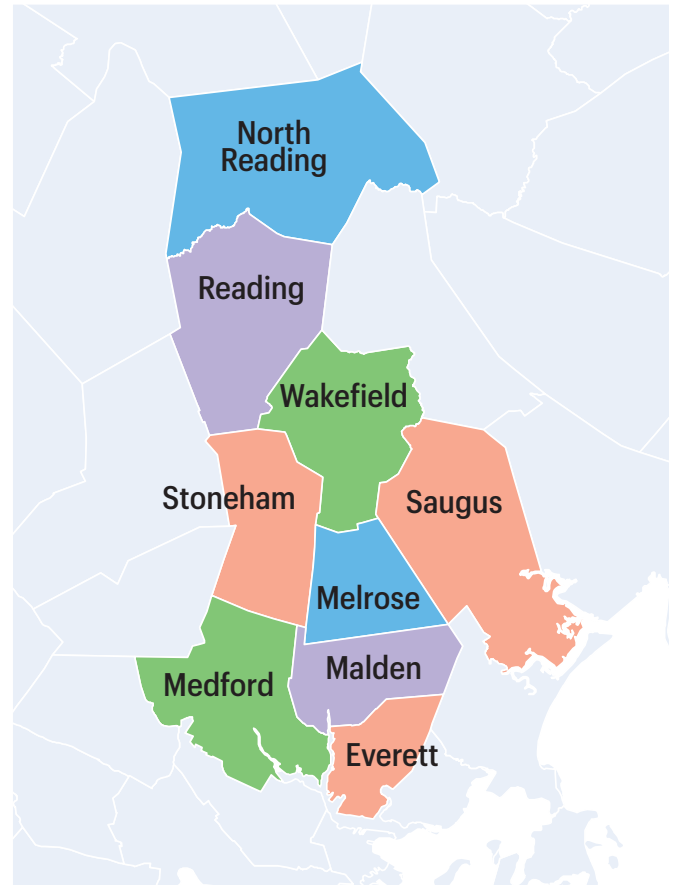 North
Reading
Reading
Wakefield
Stoneham
Saugus
Melrose
Malden
Medford
Everett